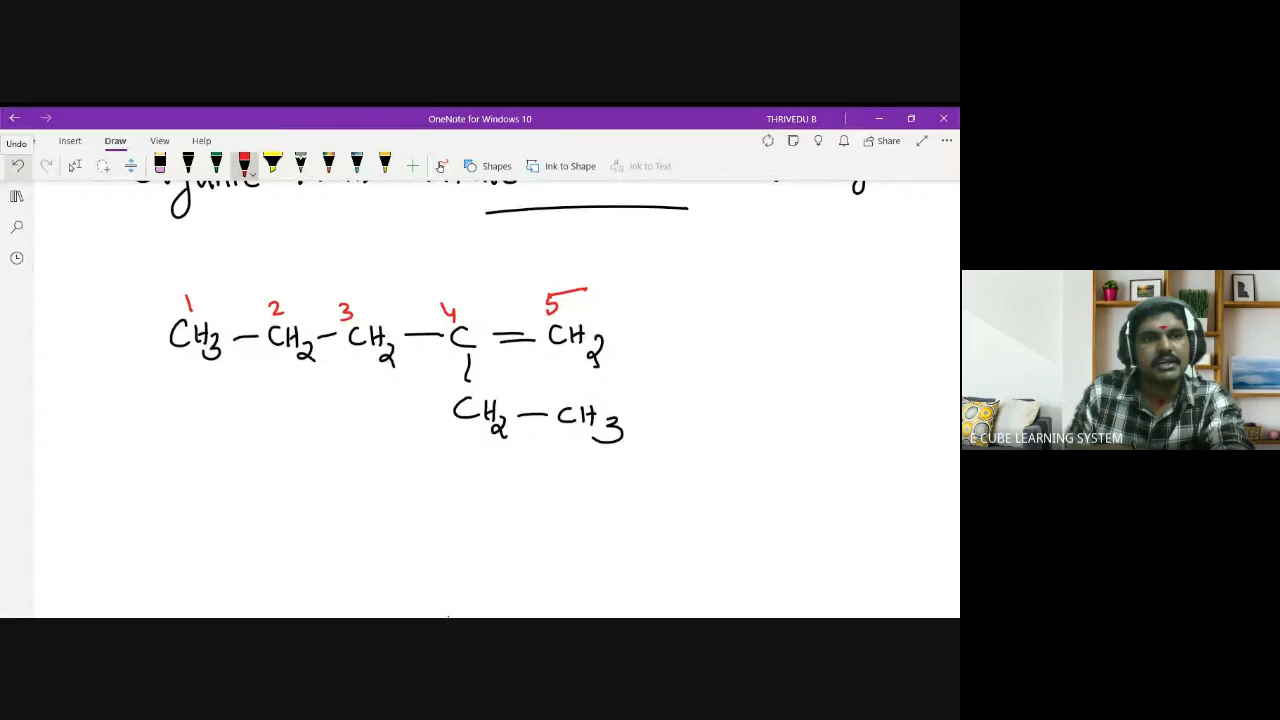 OneNote for Windows 10
THRIVEDU B
Undo
Insert Draw View Help
Share
Shapes Ink to Shape Ink to Text
1 2 3 4 5
CH3 — CH2 — CH2 — C = CH2
CH2 — CH3
E CUBE LEARNING SYSTEM